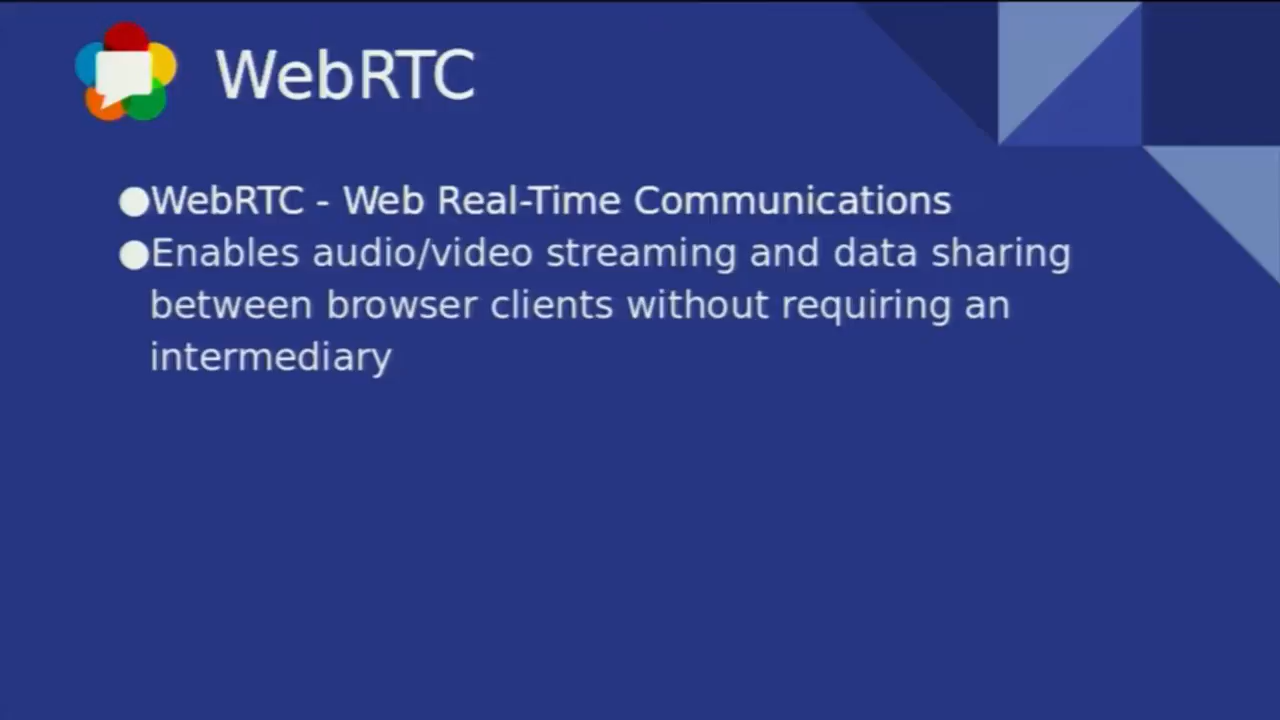 WebRTC
●WebRTC - Web Real-Time Communications
●Enables audio/video streaming and data sharing
between browser clients without requiring an
intermediary